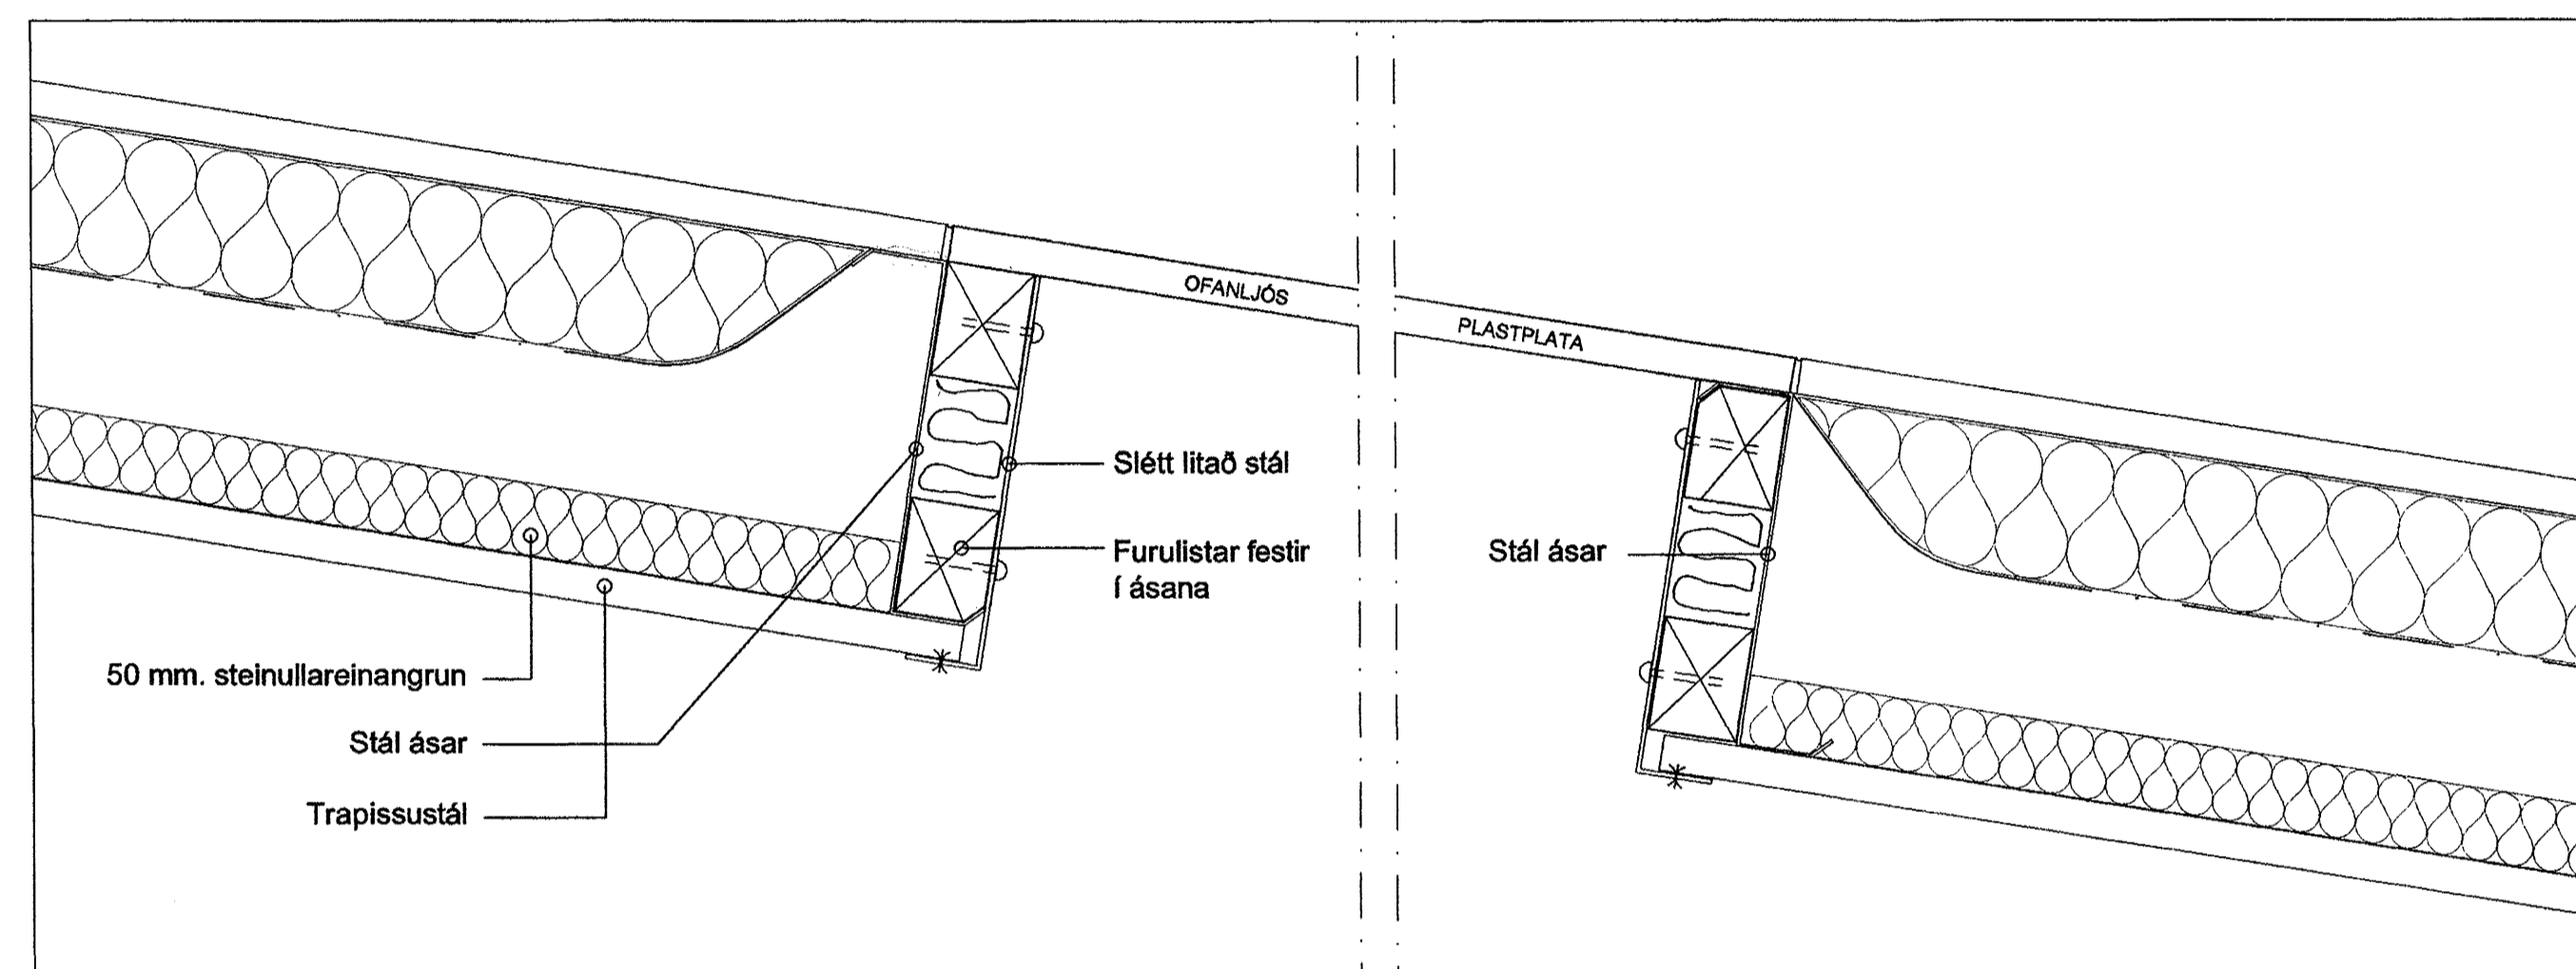 OFANLJÓS
PLASTPLATA
Slétt litað stál
Furulistar festir
í ásana
Stál ásar
50 mm. steinullareinangrun
Stál ásar
Trapissustál